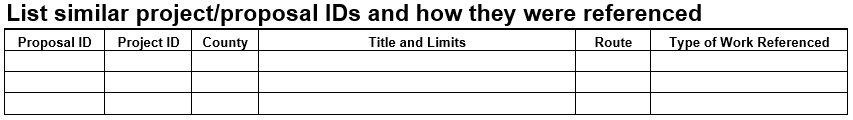 List similar project/proposal IDs and how they were referenced
Proposal ID Project ID County Title and Limits Route Type of Work Referenced